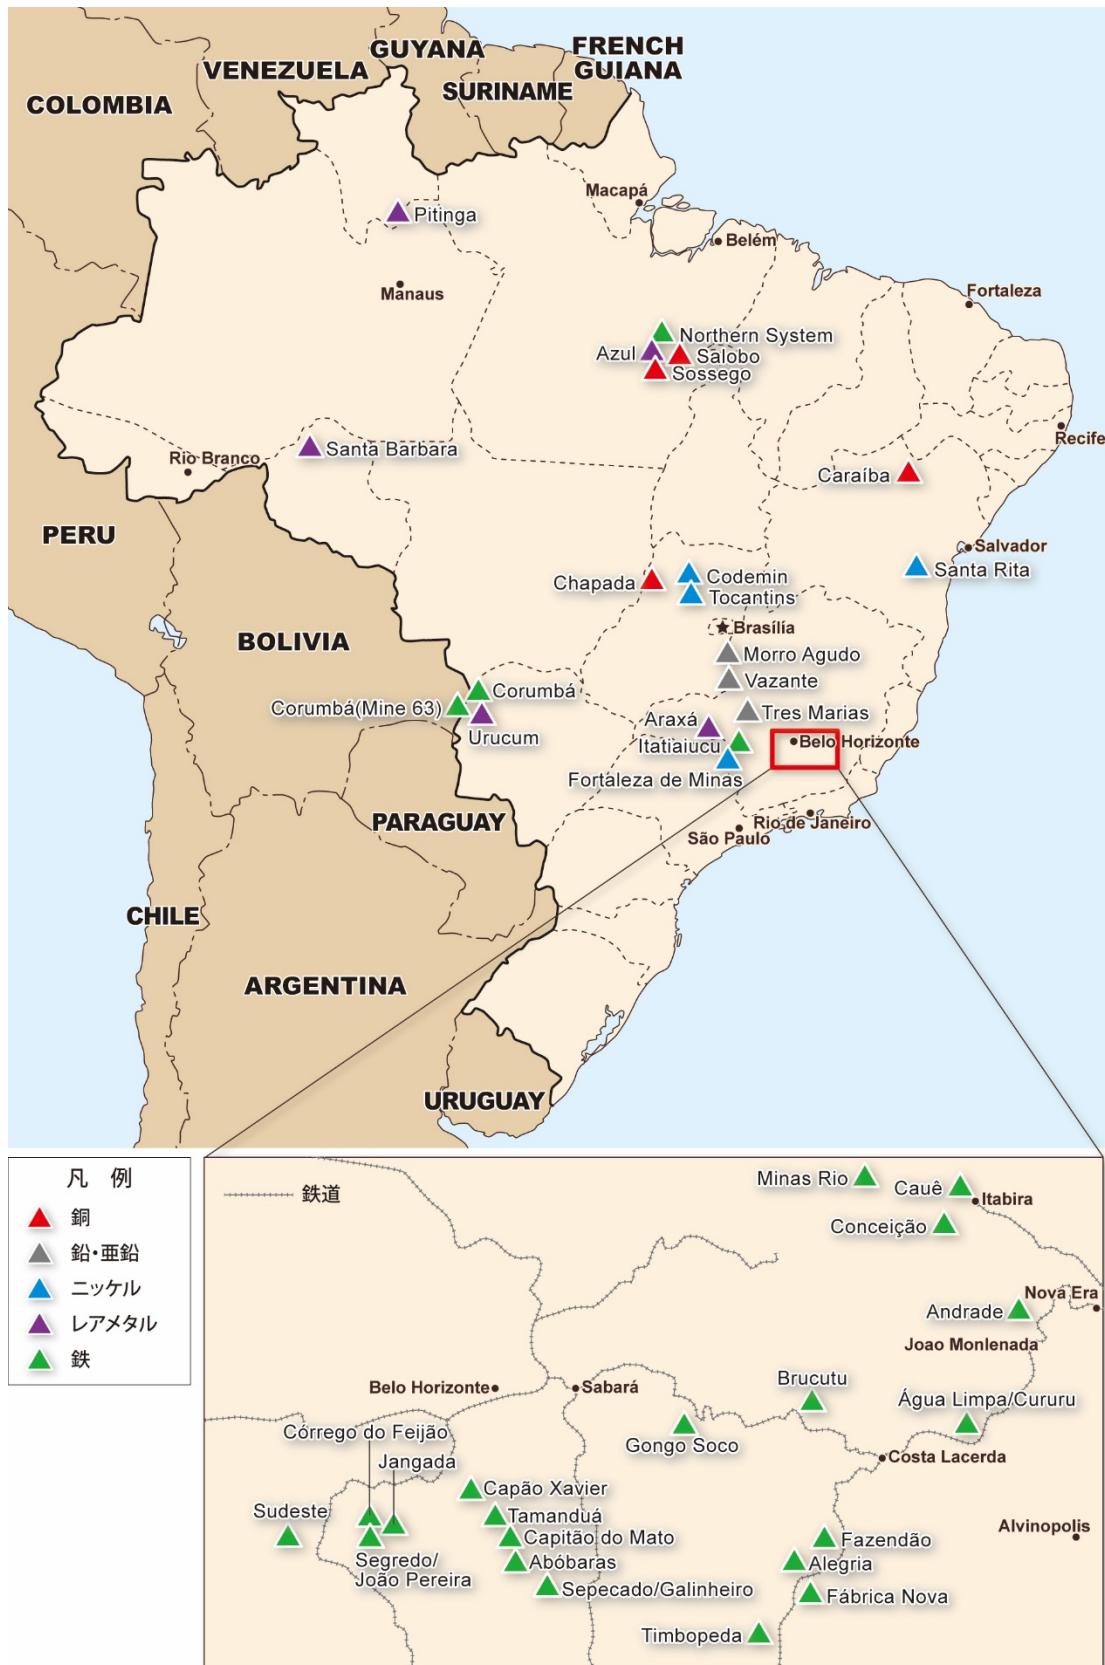 GUYANA
FRENCH
GUIANA
VENEZUELA
SURINAME
COLOMBIA
Macapá
Pitinga
Belém
Manaus
Fortaleza
Northern System
Azul
Salobo
Sossego
Recife
Santa Barbara
Rio Branco
Caraíba
PERU
Salvador
Santa Rita
Chapada
Codemin
Tocantins
Brasília
BOLIVIA
Morro Agudo
Vazante
Corumbá
Corumbá(Mine 63)
Urucum
Araxá
Tres Marias
Itatiaiucu
Belo Horizonte
Fortaleza de Minas
PARAGUAY
Rio de Janeiro
São Paulo
CHILE
ARGENTINA
URUGUAY
凡 例
銅
鉛・亜鉛
ニッケル
レアメタル
鉄
鉄道
Minas Rio
Cauê
Itabira
Conceição
Nova Era
Andrade
Joao Monlenada
Brucutu
Belo Horizonte
Sabará
Água Limpa/Cururu
Córrego do Feijão
Gongo Soco
Costa Lacerda
Jangada
Capão Xavier
Sudeste
Tamanduá
Capitão do Mato
Fazendão
Alvinopolis
Segredo/
João Pereira
Abóbaras
Alegria
Sepecado/Galinheiro
Fábrica Nova
Timbopeda